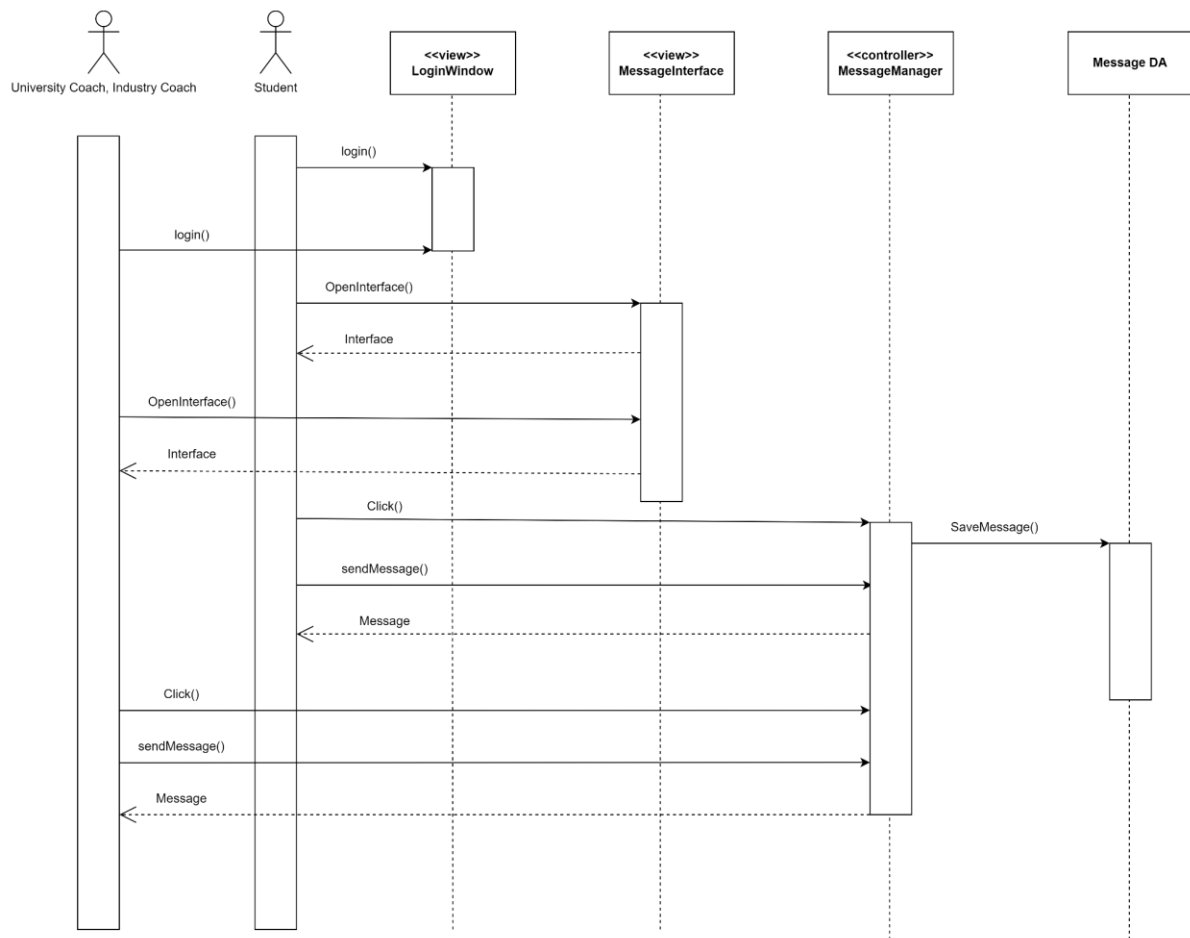 <<view>>
LoginWindow
<<view>>
MessageInterface
<<controller>>
MessageManager
Message DA
University Coach, Industry Coach
Student
login()
login()
OpenInterface()
Interface
OpenInterface()
Interface
Click()
SaveMessage()
sendMessage()
Message
Click()
sendMessage()
Message